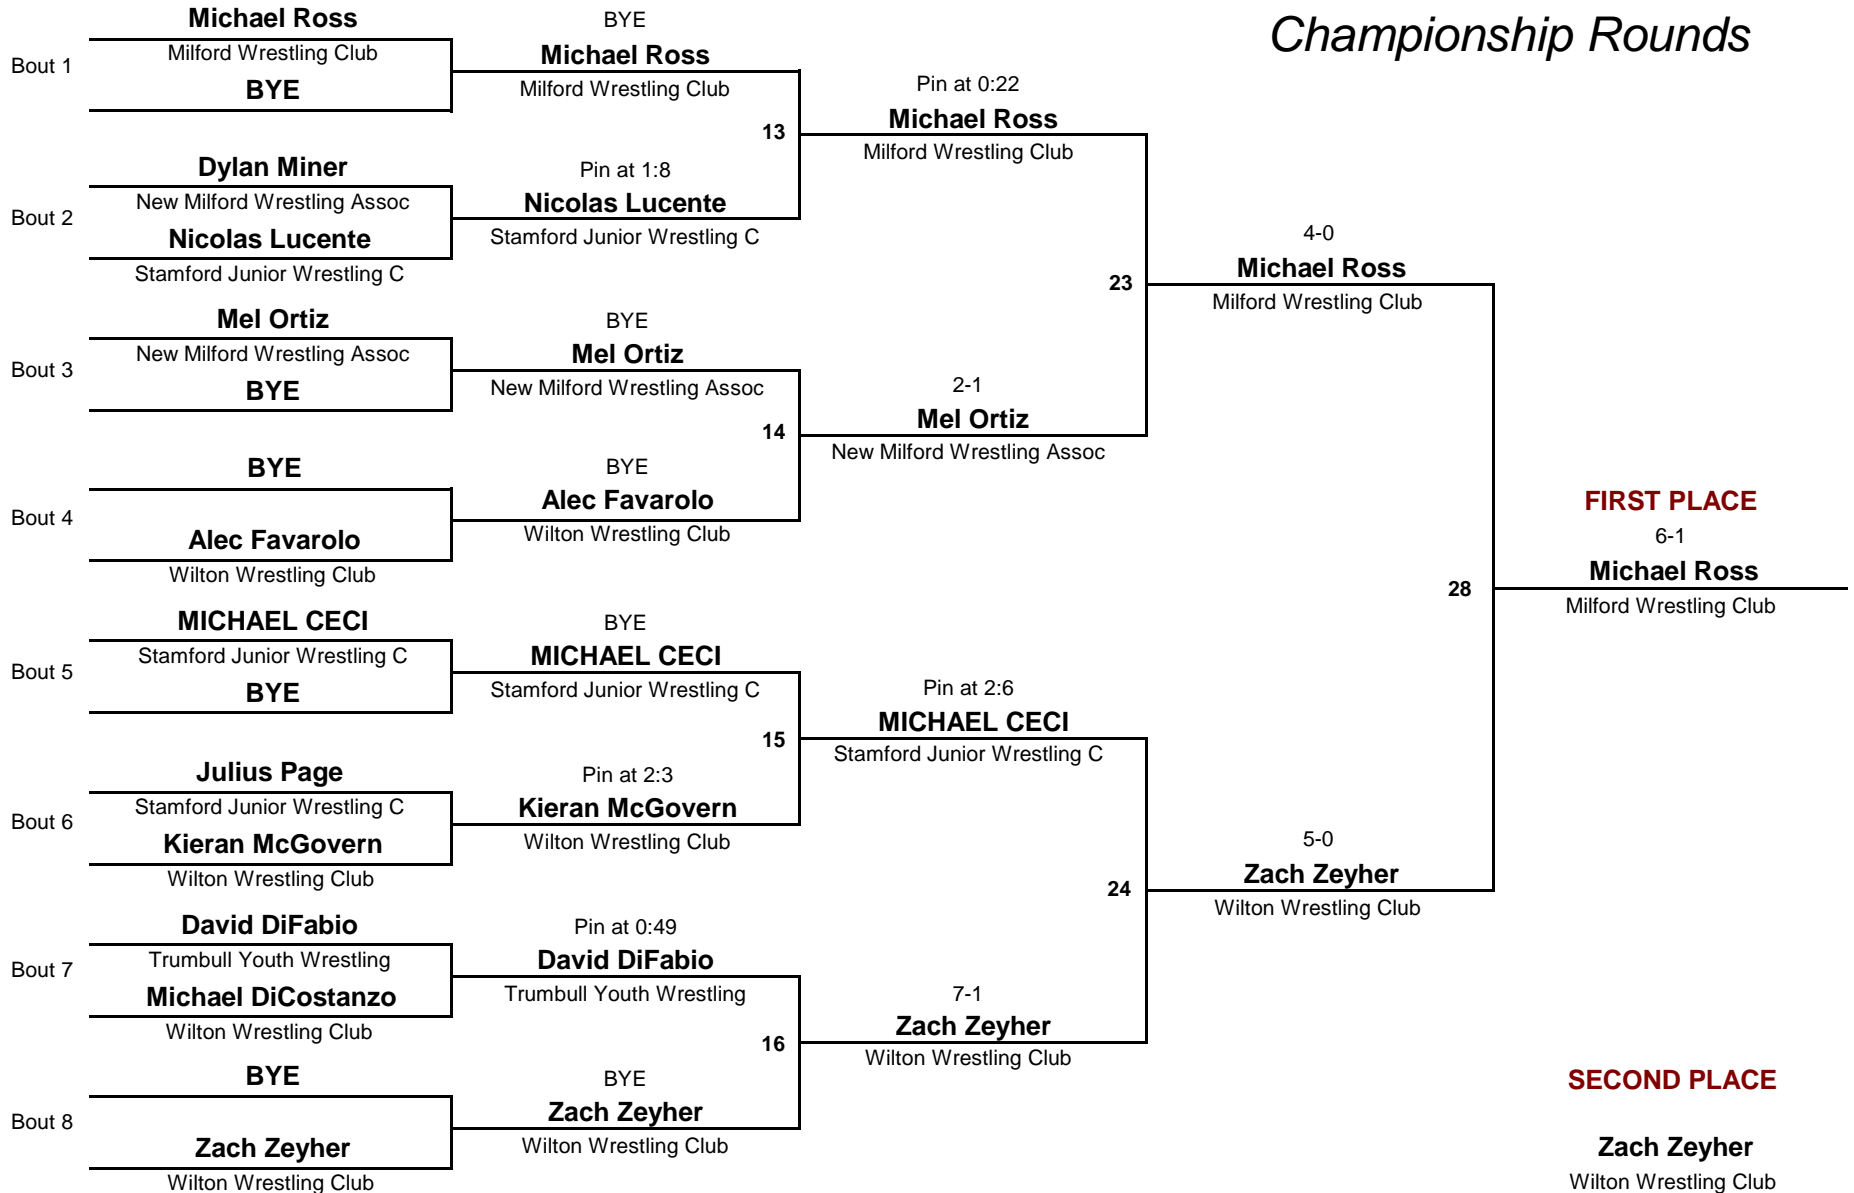 Championship Rounds
Bout 1
Michael Ross
Milford Wrestling Club
BYE
Bout 2
Dylan Miner
New Milford Wrestling Assoc
Nicolas Lucente
Stamford Junior Wrestling C
Bout 3
Mel Ortiz
New Milford Wrestling Assoc
BYE
Bout 4
BYE
Alec Favarolo
Wilton Wrestling Club
Bout 5
MICHAEL CECI
Stamford Junior Wrestling C
BYE
Bout 6
Julius Page
Stamford Junior Wrestling C
Kieran McGovern
Wilton Wrestling Club
Bout 7
David DiFabio
Trumbull Youth Wrestling
Michael DiCostanzo
Wilton Wrestling Club
Bout 8
BYE
Zach Zeyher
Wilton Wrestling Club
BYE
Michael Ross
Milford Wrestling Club
13
Pin at 1:8
Nicolas Lucente
Stamford Junior Wrestling C
BYE
Mel Ortiz
New Milford Wrestling Assoc
14
BYE
Alec Favarolo
Wilton Wrestling Club
BYE
MICHAEL CECI
Stamford Junior Wrestling C
15
Pin at 2:3
Kieran McGovern
Wilton Wrestling Club
Pin at 0:49
David DiFabio
Trumbull Youth Wrestling
16
BYE
Zach Zeyher
Wilton Wrestling Club
Pin at 0:22
Michael Ross
Milford Wrestling Club
23
2-1
Mel Ortiz
New Milford Wrestling Assoc
Pin at 2:6
MICHAEL CECI
Stamford Junior Wrestling C
24
7-1
Zach Zeyher
Wilton Wrestling Club
4-0
Michael Ross
Milford Wrestling Club
28
5-0
Zach Zeyher
Wilton Wrestling Club
FIRST PLACE
6-1
Michael Ross
Milford Wrestling Club
SECOND PLACE
Zach Zeyher
Wilton Wrestling Club